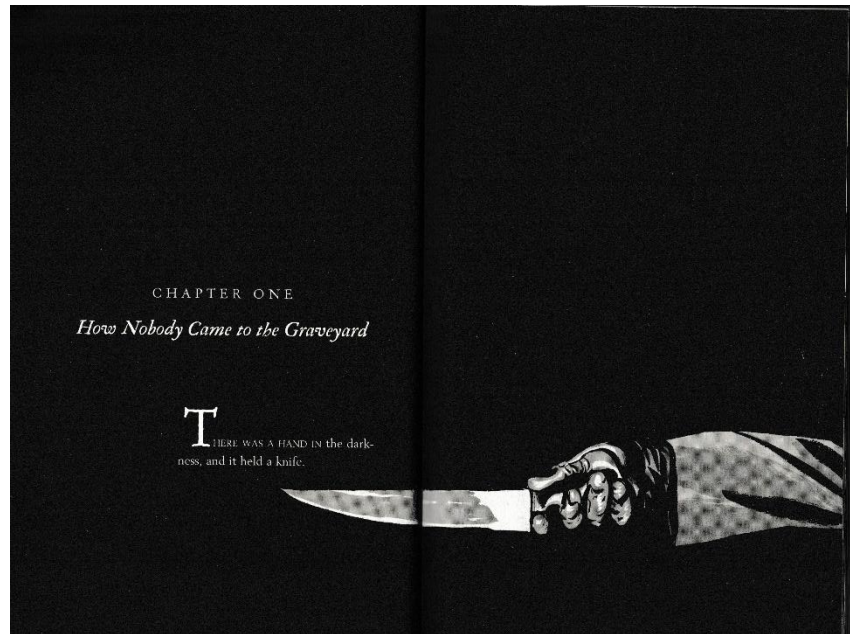 CHAPTER ONE
How Nobody Came to the Graveyard
THERE WAS A HAND IN the dark-
ness, and it held a knife.